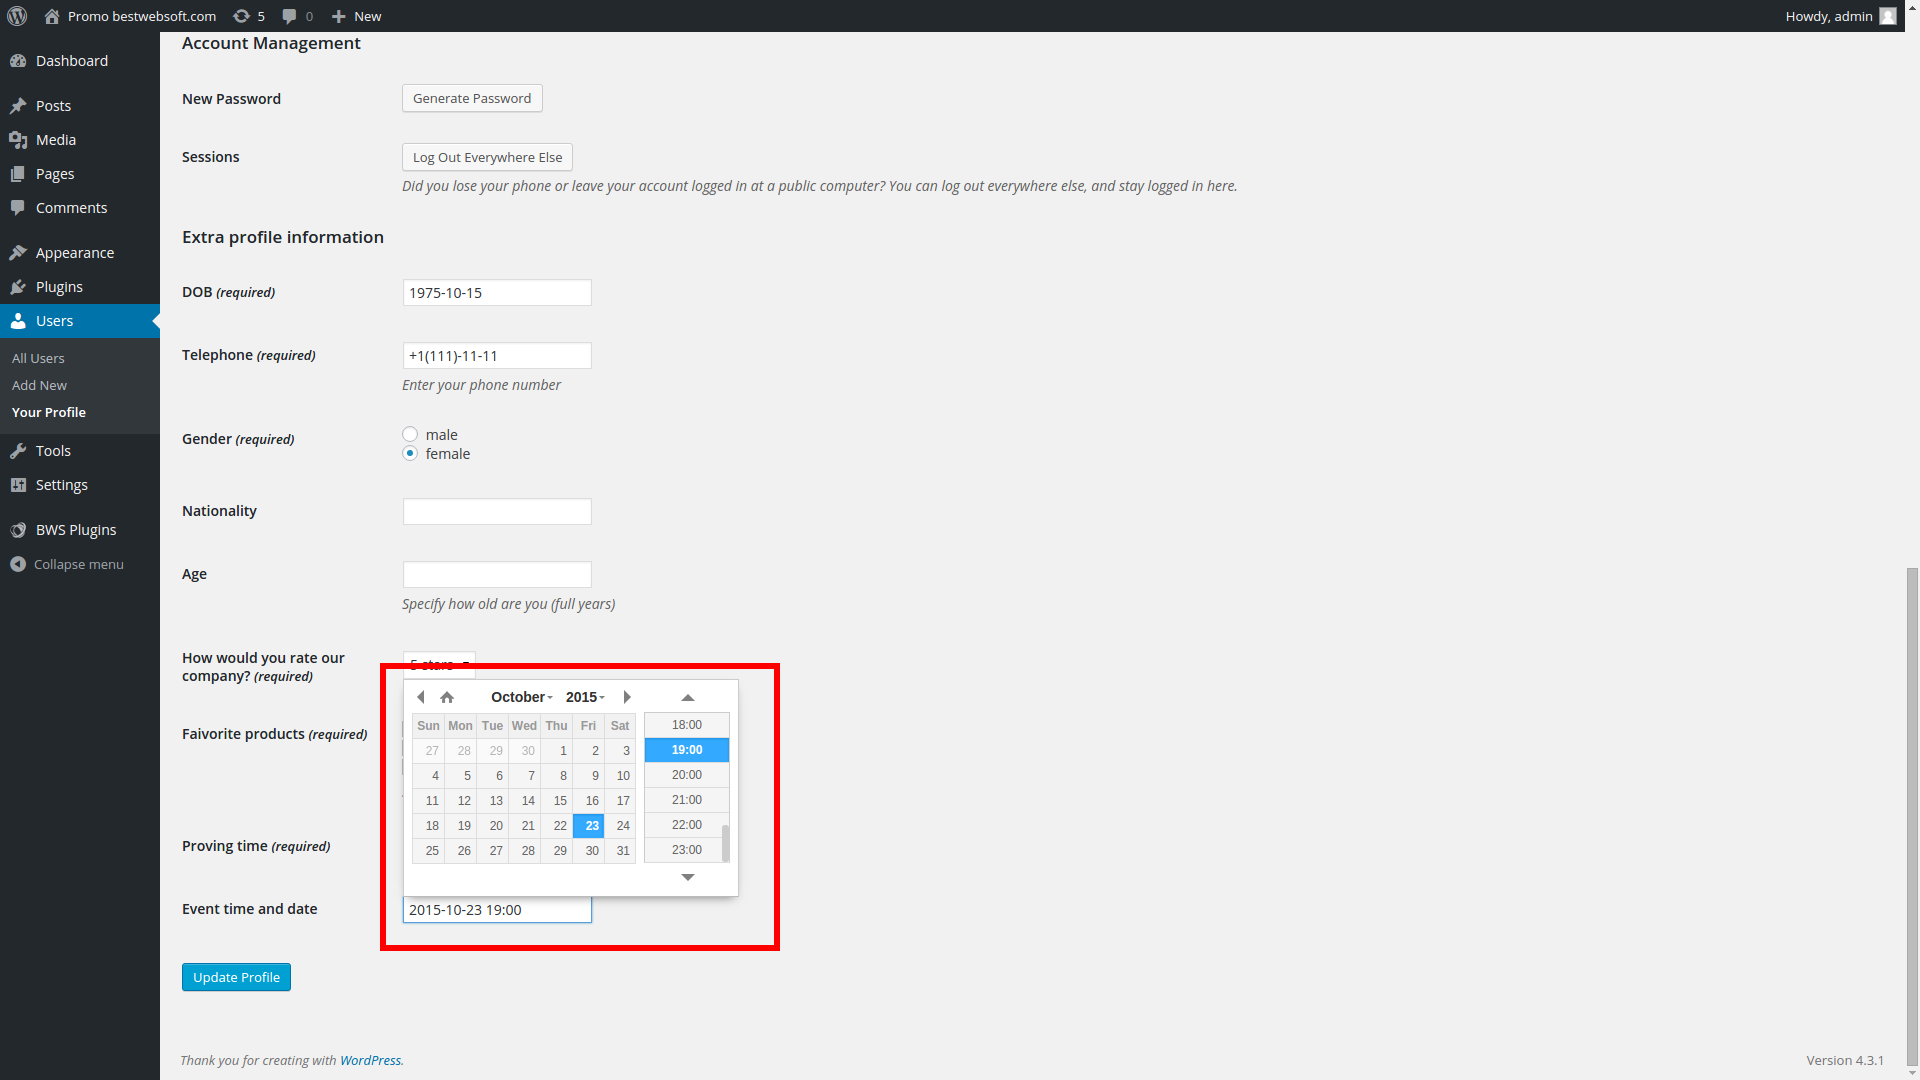 Promo bestwebsoft.com 5 0 New Howdy, admin
Dashboard
Posts
Media
Pages
Comments
Appearance
Plugins
Users
All Users
Add New
Your Profile
Tools
Settings
BWS Plugins
Collapse menu
Account Management
New Password Generate Password
Sessions Log Out Everywhere Else
Did you lose your phone or leave your account logged in at a public computer? You can log out everywhere else, and stay logged in here.
Extra profile information
DOB (required) 1975-10-15
Telephone (required) +1(111)-11-11
Enter your phone number
Gender (required) male
female
Nationality
Age
Specify how old are you (full years)
How would you rate our
company? (required)
Faivorite products (required)
Proving time (required)
October 2015
Sun Mon Tue Wed Thu Fri Sat
27 28 29 30 1 2 3
4 5 6 7 8 9 10
11 12 13 14 15 16 17
18 19 20 21 22 23 24
25 26 27 28 29 30 31
18:00
19:00
20:00
21:00
22:00
23:00
Event time and date 2015-10-23 19:00
Update Profile
Thank you for creating with WordPress. Version 4.3.1